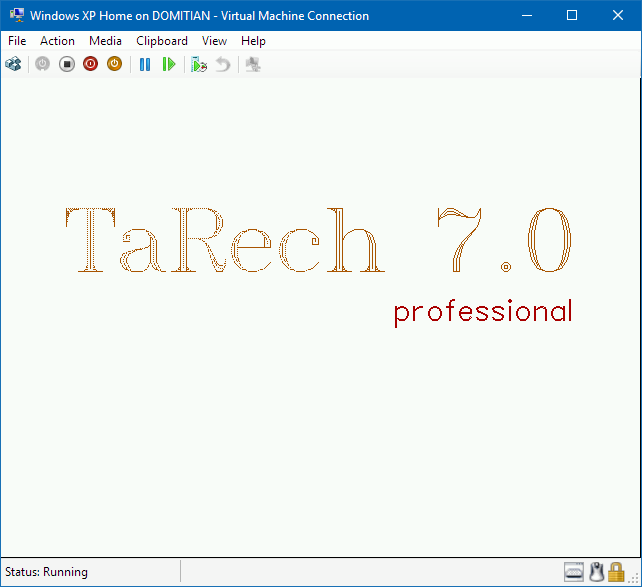 Windows XP Home on DOMITIAN - Virtual Machine Connection
File Action Media Clipboard View Help
TaRech 7.0
professional
Status: Running